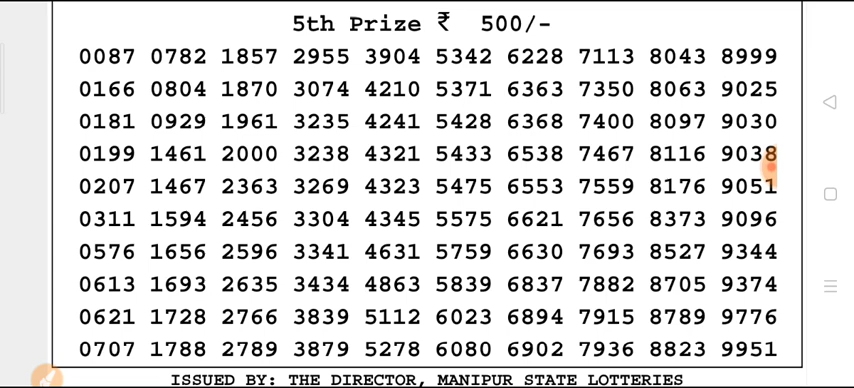 5th Prize ₹ 500/-
0087 0782 1857 2955 3904 5342 6228 7113 8043 8999
0166 0804 1870 3074 4210 5371 6363 7350 8063 9025
0181 0929 1961 3235 4241 5428 6368 7400 8097 9030
0199 1461 2000 3238 4321 5433 6538 7467 8116 9038
0207 1467 2363 3269 4323 5475 6553 7559 8176 9051
0311 1594 2456 3304 4345 5575 6621 7656 8373 9096
0576 1656 2596 3341 4631 5759 6630 7693 8527 9344
0613 1693 2635 3434 4863 5839 6837 7882 8705 9374
0621 1728 2766 3839 5112 6023 6894 7915 8789 9776
0707 1788 2789 3879 5278 6080 6902 7936 8823 9951
ISSUED BY: THE DIRECTOR, MANIPUR STATE LOTTERIES